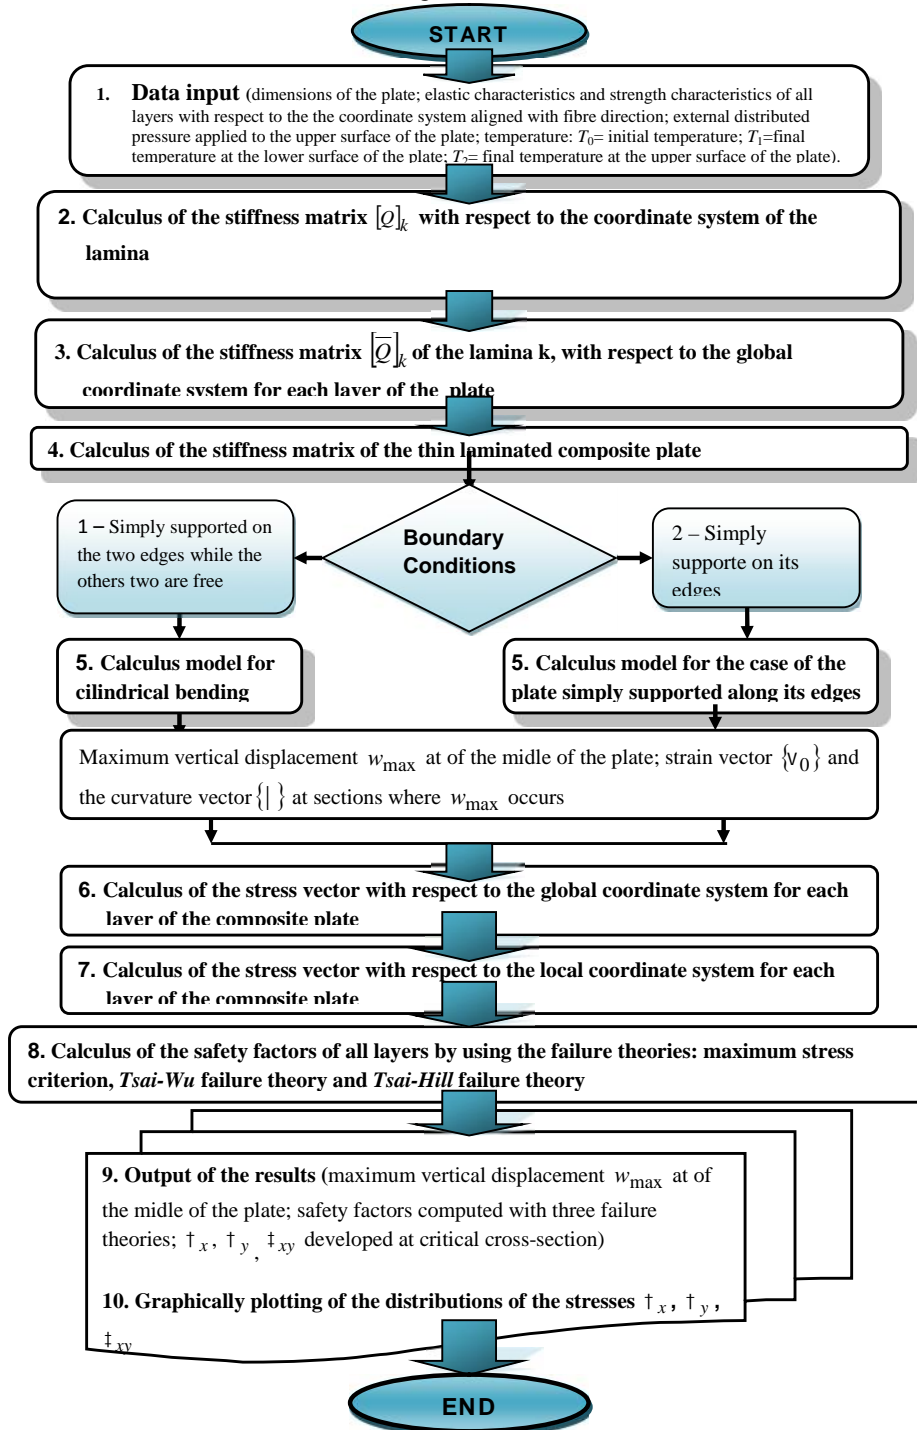 START
1. Data input (dimensions of the plate; elastic characteristics and strength characteristics of all
layers with respect to the the coordinate system aligned with fibre direction; external distributed
pressure applied to the upper surface of the plate; temperature: T0= initial temperature; T1=final
temperature at the lower surface of the plate; T2= final temperature at the upper surface of the plate).
2. Calculus of the stiffness matrix [Q]k with respect to the coordinate system of the
lamina
3. Calculus of the stiffness matrix [Q̅]k of the lamina k, with respect to the global
coordinate system for each layer of the plate
4. Calculus of the stiffness matrix of the thin laminated composite plate
Boundary
Conditions
1 – Simply supported on
the two edges while the
others two are free
2 – Simply
supporte on its
edges
5. Calculus model for
cilindrical bending
5. Calculus model for the case of the
plate simply supported along its edges
Maximum vertical displacement wmax at of the midle of the plate; strain vector {v0} and
the curvature vector {| } at sections where wmax occurs
6. Calculus of the stress vector with respect to the global coordinate system for each
layer of the composite plate
7. Calculus of the stress vector with respect to the local coordinate system for each
layer of the composite plate
8. Calculus of the safety factors of all layers by using the failure theories: maximum stress
criterion, Tsai-Wu failure theory and Tsai-Hill failure theory
9. Output of the results (maximum vertical displacement wmax at of
the midle of the plate; safety factors computed with three failure
theories; †x, †y, ‡xy developed at critical cross-section)
10. Graphically plotting of the distributions of the stresses †x, †y,
‡xy
END